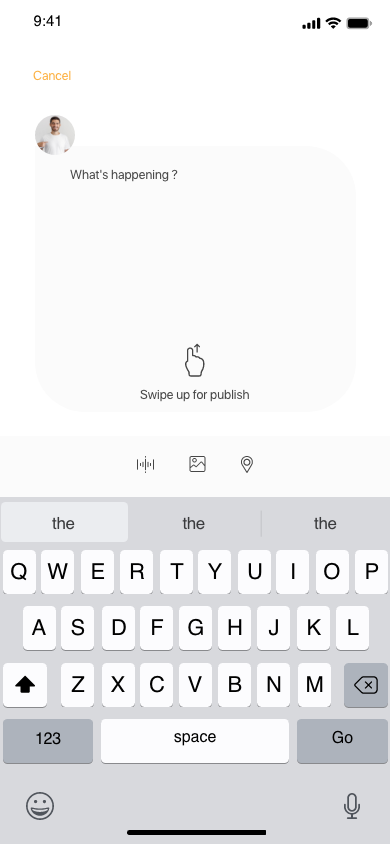 9:41
Cancel
What's happening ?
Swipe up for publish
the the the
Q W E R T Y U I O P
A S D F G H J K L
Z X C V B N M
123 space Go